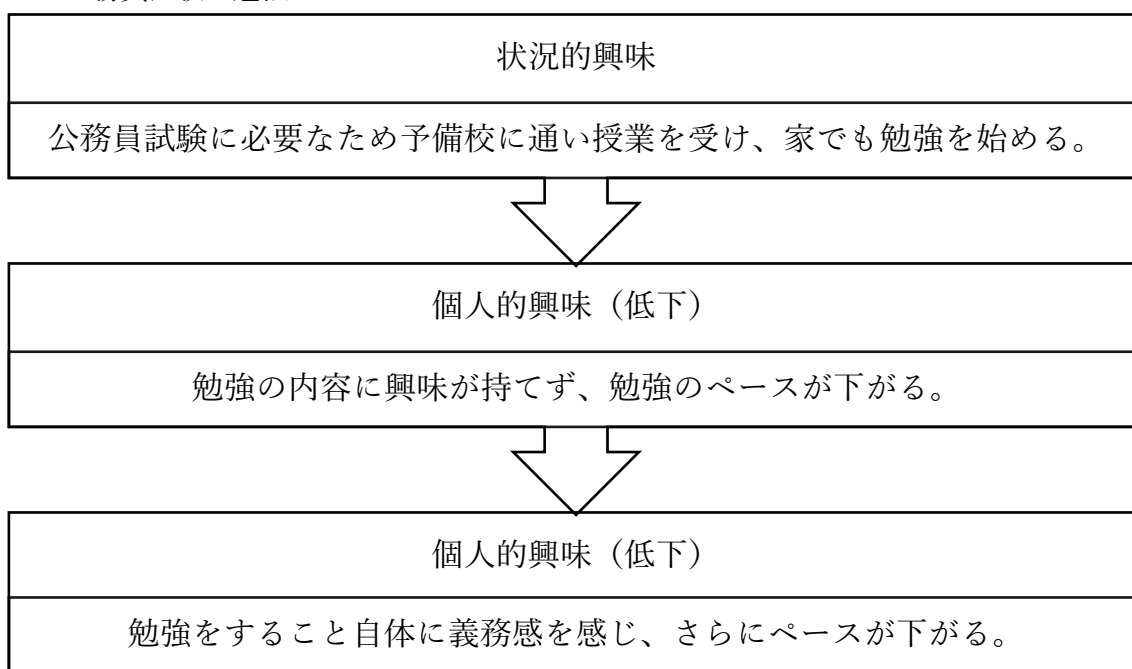 状況的興味
公務員試験に必要なため予備校に通い授業を受け、家でも勉強を始める。
個人的興味（低下）
勉強の内容に興味が持てず、勉強のペースが下がる。
個人的興味（低下）
勉強をすること自体に義務感を感じ、さらにペースが下がる。